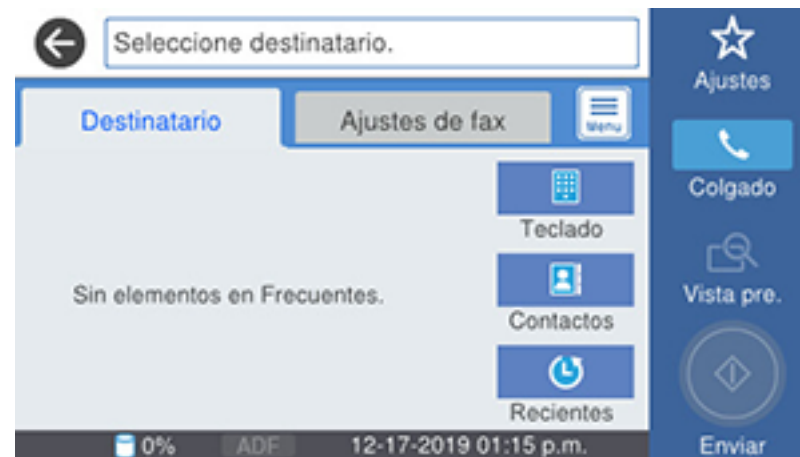 Seleccione destinatario.
Ajustes
Destinatario
Ajustes de fax
Menu
Colgado
Teclado
Sin elementos en Frecuentes.
Contactos
Vista pre.
Recientes
0%
ADF
12-17-2019 01:15 p.m.
Enviar